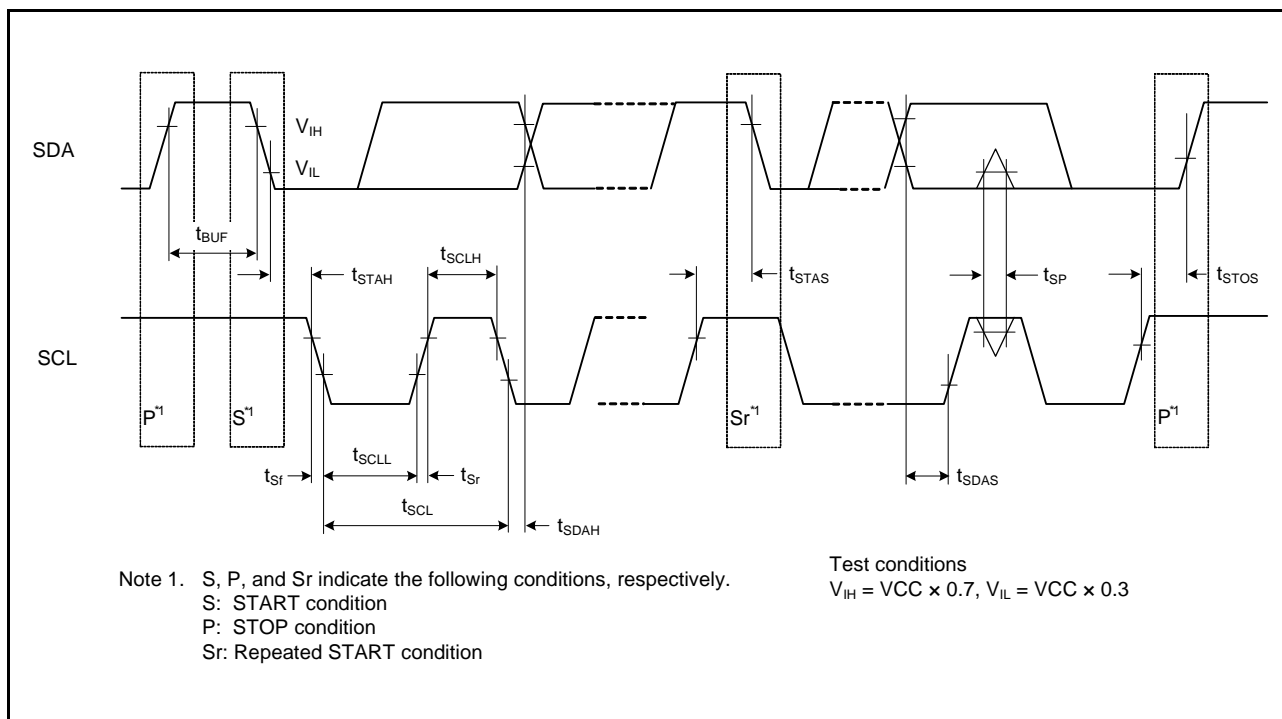 SDA
V_IH
V_IL
t_BUF
t_STAH
t_SCLH
t_STAS
t_SP
t_STOS
SCL
P*1
S*1
Sr*1
P*1
t_Sf
t_SCLL
t_Sr
t_SCL
t_SDAH
t_SDAS
Note 1. S, P, and Sr indicate the following conditions, respectively.
S: START condition
P: STOP condition
Sr: Repeated START condition
Test conditions
V_IH = VCC × 0.7, V_IL = VCC × 0.3